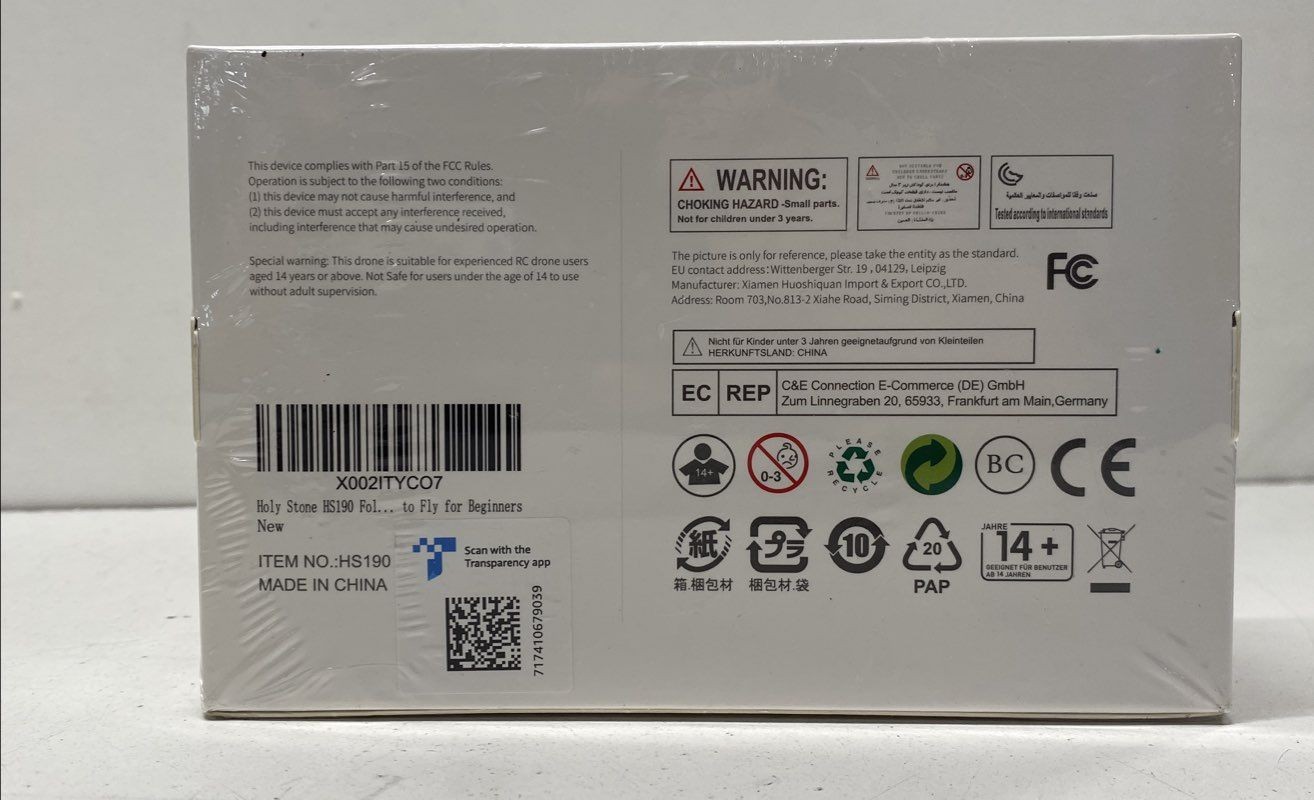 This device complies with Part 15 of the FCC Rules.
Operation is subject to the following two conditions:
(1) this device may not cause harmful interference, and
(2) this device must accept any interference received,
including interference that may cause undesired operation.
Special warning: This drone is suitable for experienced RC drone users
aged 14 years or above. Not Safe for users under the age of 14 to use
without adult supervision.
X002ITYCO7
Holy Stone HS190 Fol... to Fly for Beginners
New
ITEM NO.:HS190
MADE IN CHINA
Scan with the
Transparency app
717410679039
WARNING:
CHOKING HAZARD -Small parts.
Not for children under 3 years.
صنعت وفقا للمواصفات والمعايير العالمية
Tested according to international standards
The picture is only for reference, please take the entity as the standard.
EU contact address:Wittenberger Str. 19 , 04129, Leipzig
Manufacturer: Xiamen Huoshiquan Import & Export CO.,LTD.
Address: Room 703,No.813-2 Xiahe Road, Siming District, Xiamen, China
FC
Nicht für Kinder unter 3 Jahren geeignetaufgrund von Kleinteilen
HERKUNFTSLAND: CHINA
EC REP
C&E Connection E-Commerce (DE) GmbH
Zum Linnegraben 20, 65933, Frankfurt am Main,Germany
14+
0-3
PLEASE
RECYCLE
BC
CE
紙
箱.梱包材
プラ
梱包材.袋
10
20
PAP
JAHRE
14 +
GEEIGNET FÜR BENUTZER
AB 14 JAHREN